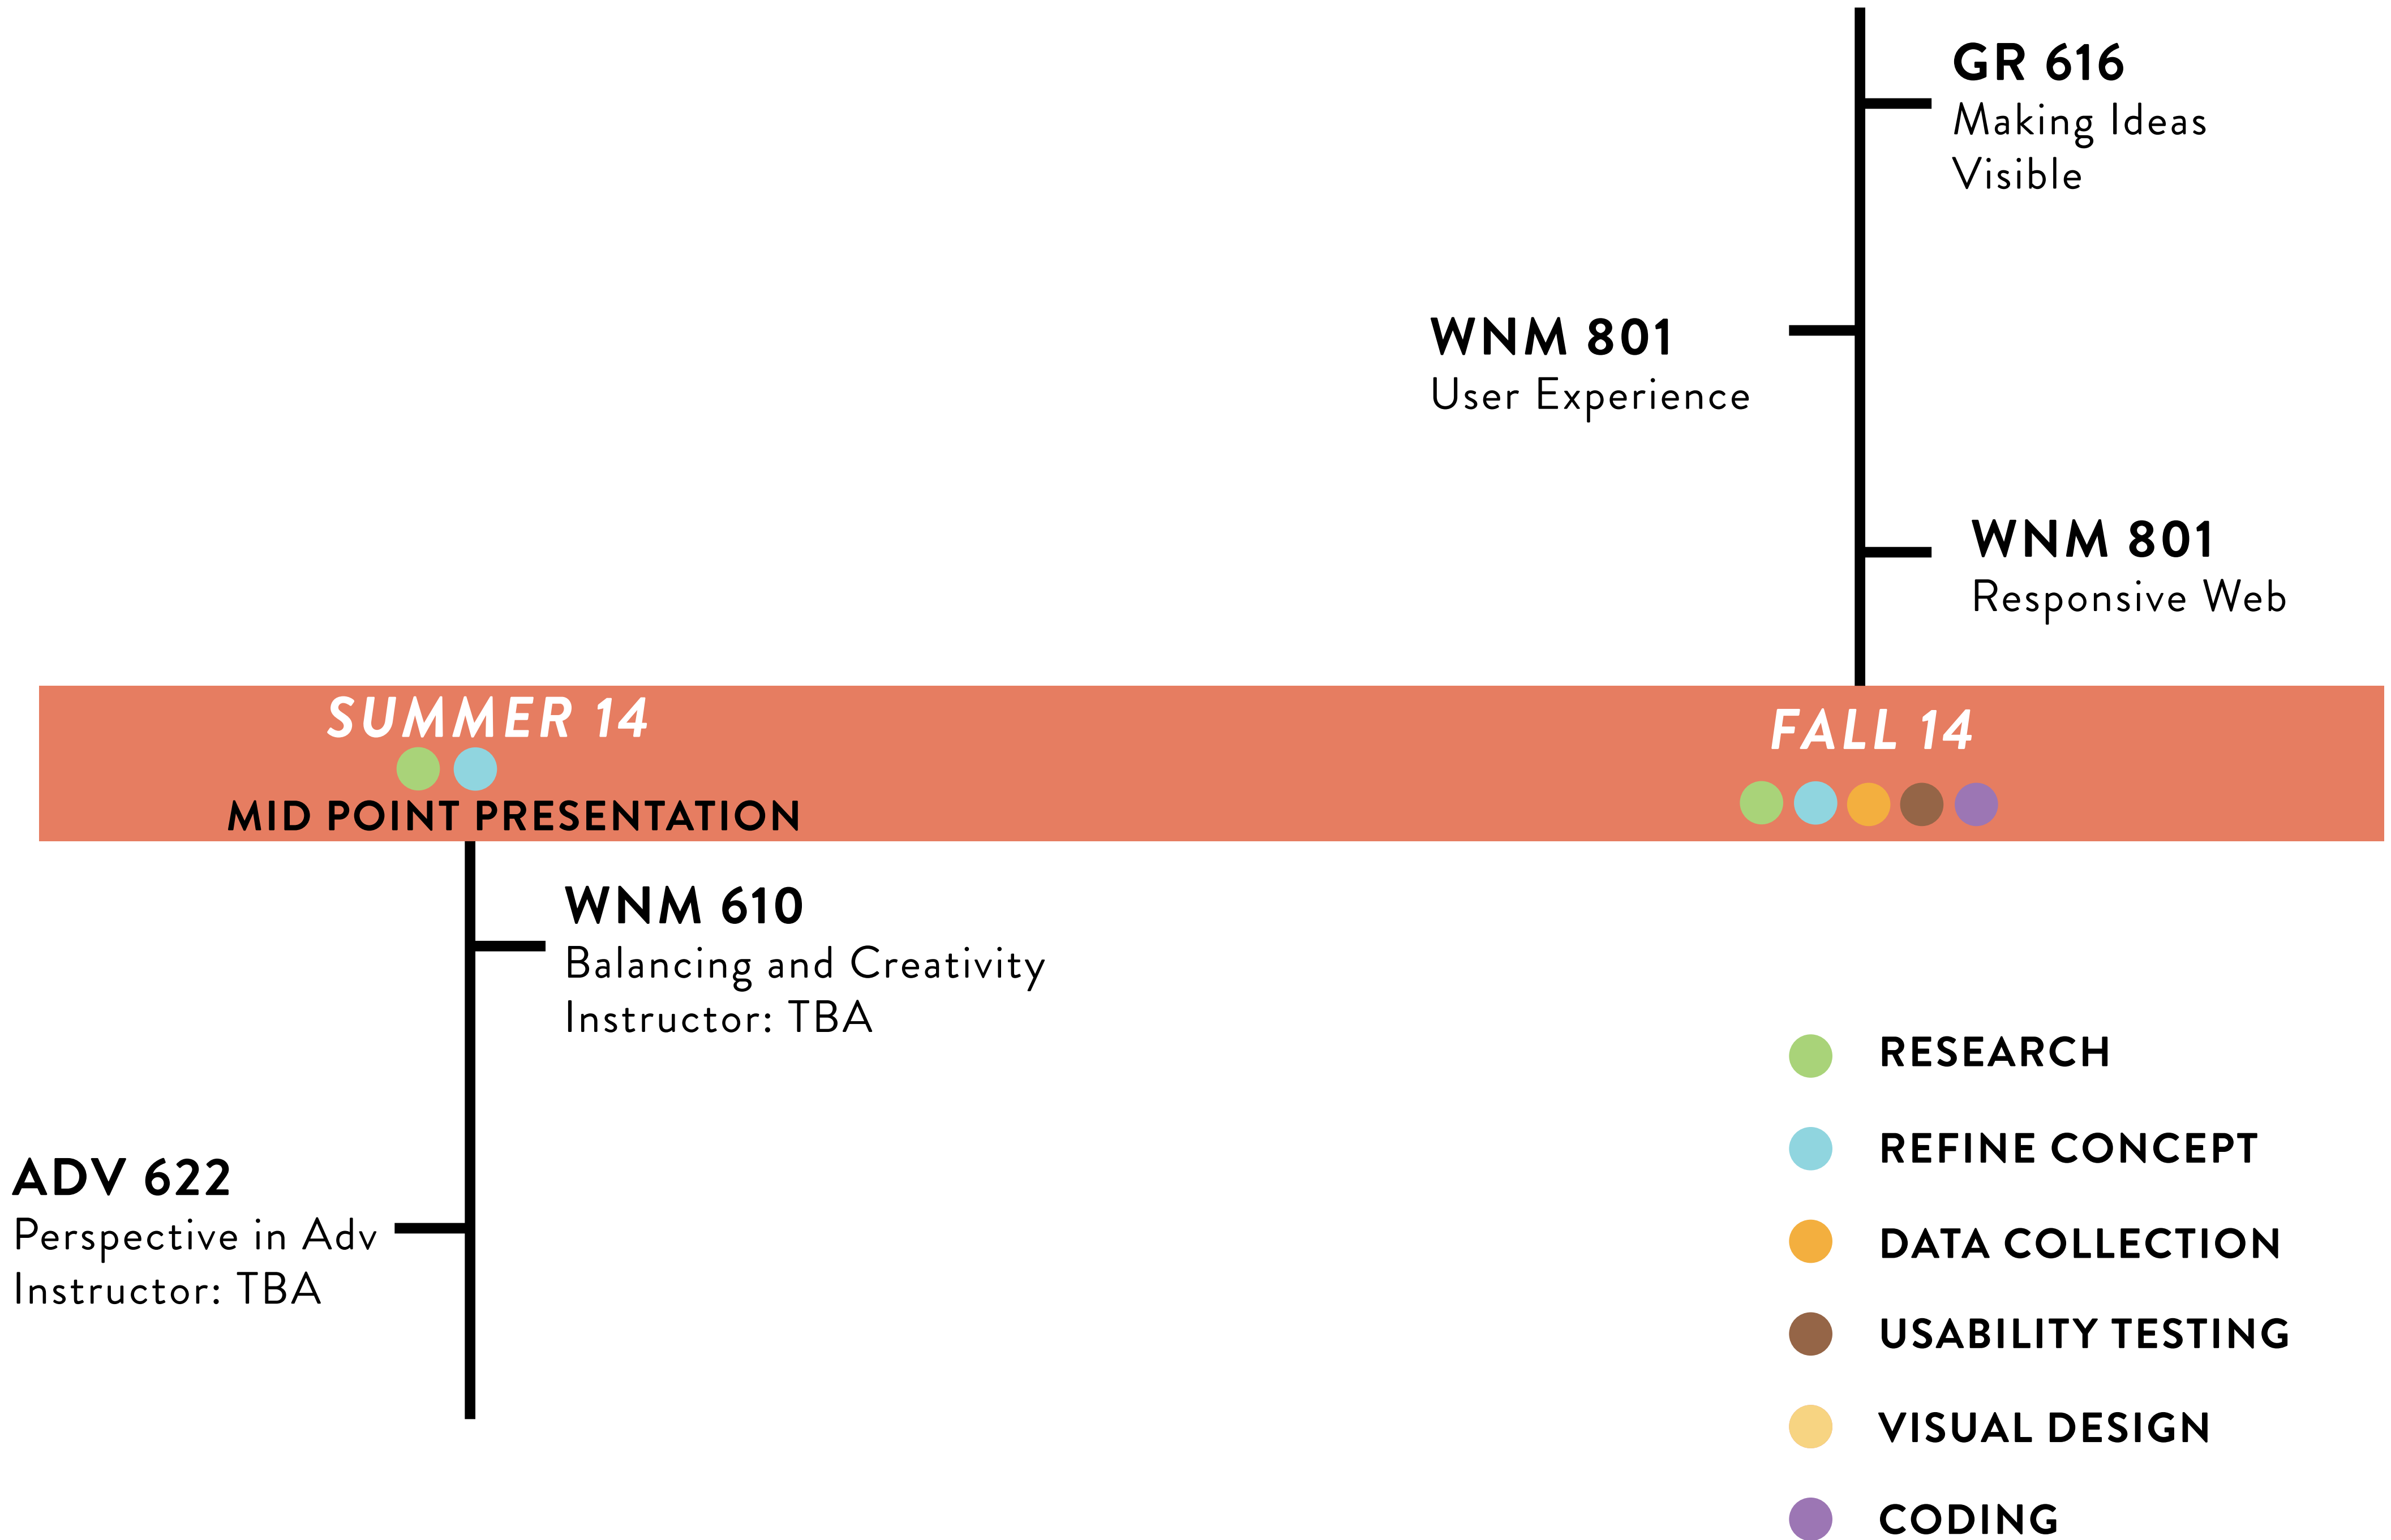 GR 616
Making Ideas
Visible
WNM 801
User Experience
WNM 801
Responsive Web
SUMMER 14
MID POINT PRESENTATION
FALL 14
WNM 610
Balancing and Creativity
Instructor: TBA
ADV 622
Perspective in Adv
Instructor: TBA
RESEARCH
REFINE CONCEPT
DATA COLLECTION
USABILITY TESTING
VISUAL DESIGN
CODING